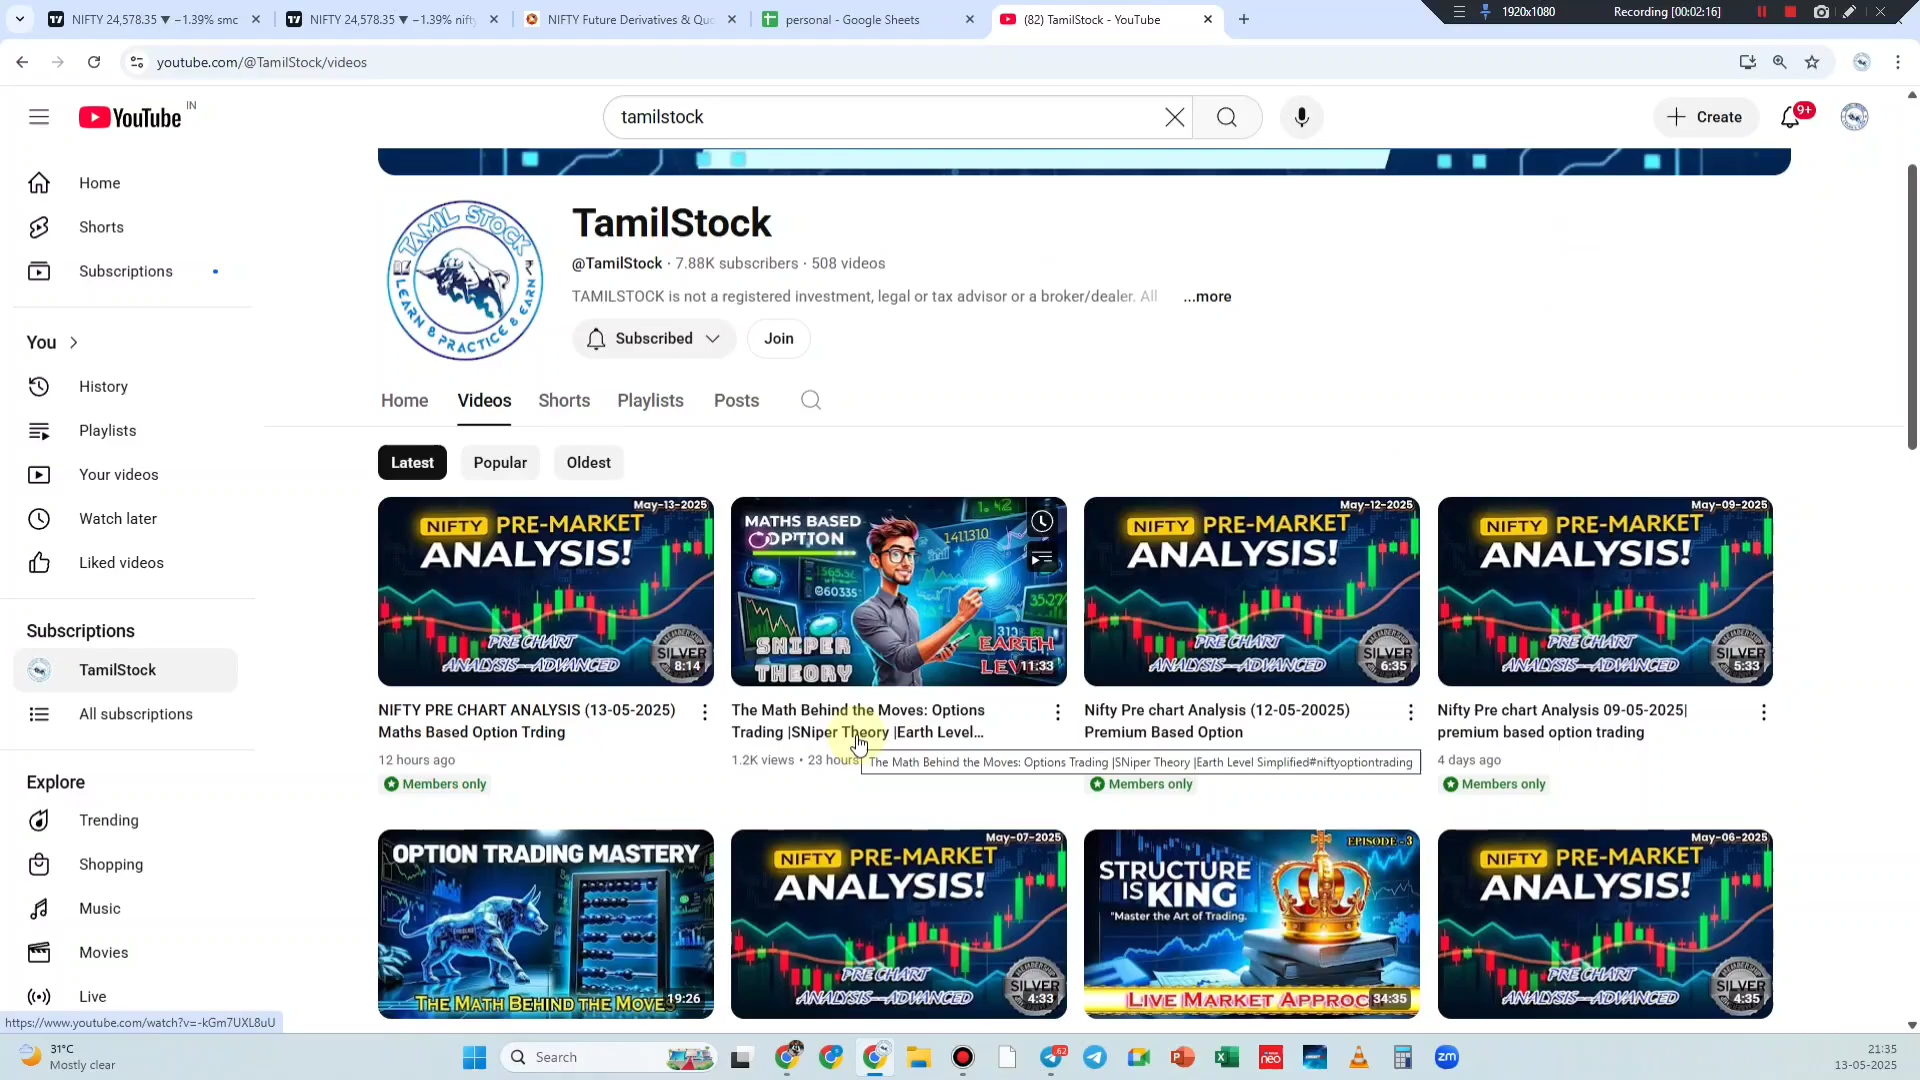 NIFTY 24,578.35 ▼ −1.39% smc
NIFTY 24,578.35 ▼ −1.39% nifty
NIFTY Future Derivatives & Quo
personal - Google Sheets
(82) TamilStock - YouTube
1920x1080
Recording [00:02:16]
youtube.com/@TamilStock/videos
YouTube
IN
tamilstock
Create
9+
Home
Shorts
Subscriptions
You
History
Playlists
Your videos
Watch later
Liked videos
Subscriptions
TamilStock
All subscriptions
Explore
Trending
Shopping
Music
Movies
Live
https://www.youtube.com/watch?v=-kGm7UXL8uU
TAMIL STOCK
LEARN & PRACTICE & EARN
TamilStock
@TamilStock · 7.88K subscribers · 508 videos
TAMILSTOCK is not a registered investment, legal or tax advisor or a broker/dealer. All ...more
Subscribed
Join
Home
Videos
Shorts
Playlists
Posts
Latest
Popular
Oldest
May-13-2025
NIFTY PRE-MARKET
ANALYSIS!
PRE CHART
ANALYSIS—ADVANCED
SILVER
8:14
NIFTY PRE CHART ANALYSIS (13-05-2025)
Maths Based Option Trding
12 hours ago
Members only
MATHS BASED
OPTION
141.1310
SNIPER
THEORY
EARTH
LEV
11:33
The Math Behind the Moves: Options
Trading |SNiper Theory |Earth Level...
1.2K views • 23 hours
The Math Behind the Moves: Options Trading |SNiper Theory |Earth Level Simplified#niftyoptiontrading
May-12-2025
NIFTY PRE-MARKET
ANALYSIS!
PRE CHART
ANALYSIS—ADVANCED
SILVER
6:35
Nifty Pre chart Analysis (12-05-20025)
Premium Based Option
Members only
May-09-2025
NIFTY PRE-MARKET
ANALYSIS!
PRE CHART
ANALYSIS—ADVANCED
SILVER
5:33
Nifty Pre chart Analysis 09-05-2025|
premium based option trading
4 days ago
Members only
OPTION TRADING MASTERY
THE MATH BEHIND THE MOVE
19:26
May-07-2025
NIFTY PRE-MARKET
ANALYSIS!
PRE CHART
ANALYSIS—ADVANCED
SILVER
4:33
EPISODE - 3
STRUCTURE
IS KING
"Master the Art of Trading.
LIVE MARKET APPROC
34:35
May-06-2025
NIFTY PRE-MARKET
ANALYSIS!
PRE CHART
ANALYSIS—ADVANCED
SILVER
4:35
31°C
Mostly clear
Search
62
neo
zm
21:35
13-05-2025